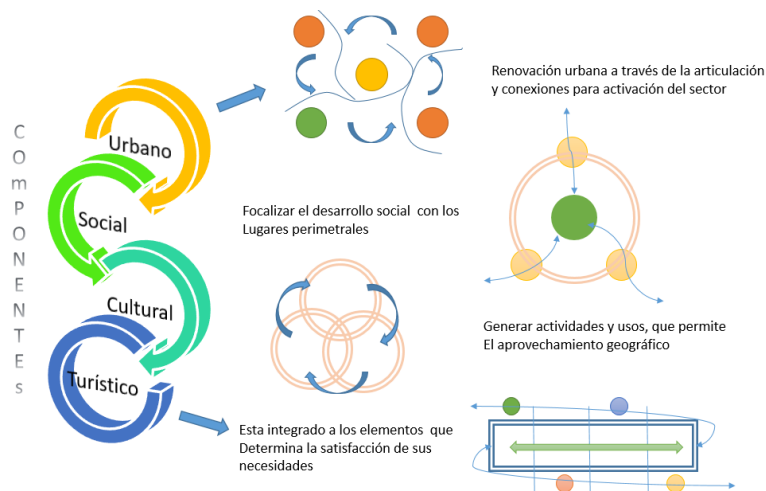 COmPONENTEs
Urbano
Social
Cultural
Turístico
Renovación urbana a través de la articulación
y conexiones para activación del sector
Focalizar el desarrollo social con los
Lugares perimetrales
Generar actividades y usos, que permite
El aprovechamiento geográfico
Esta integrado a los elementos que
Determina la satisfacción de sus
necesidades